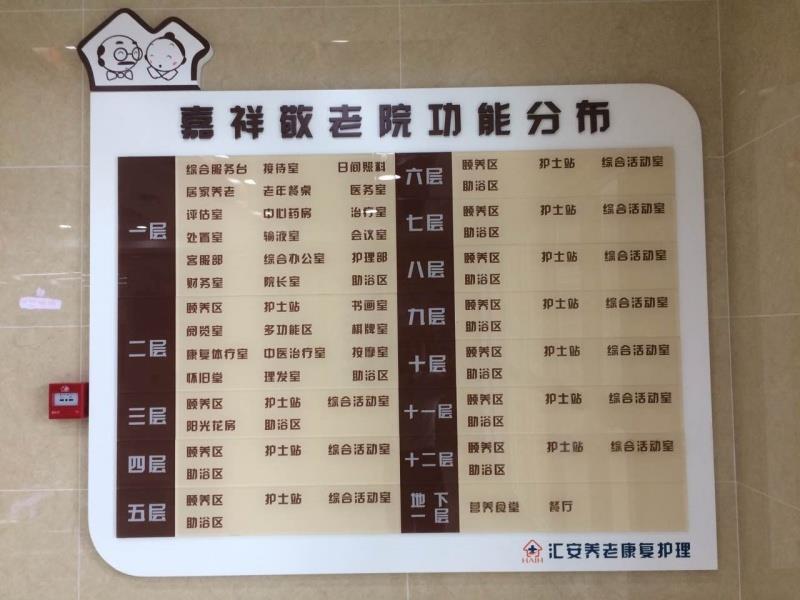 嘉祥敬老院功能分布
一层
综合服务台 接待室 日间照料
居家养老 老年餐桌 医务室
评估室 中心药房 治疗室
处置室 输液室 会议室
客服部 综合办公室 护理部
财务室 院长室 助浴区
二层
颐养区 护士站 书画室
阅览室 多功能区 棋牌室
康复体疗室 中医治疗室 按摩室
怀旧堂 理发室 助浴区
三层
颐养区 护士站 综合活动室
阳光花房 助浴区
四层
颐养区 护士站 综合活动室
助浴区
五层
颐养区 护士站 综合活动室
助浴区
六层
颐养区 护士站 综合活动室
助浴区
七层
颐养区 护士站 综合活动室
助浴区
八层
颐养区 护士站 综合活动室
助浴区
九层
颐养区 护士站 综合活动室
助浴区
十层
颐养区 护士站 综合活动室
助浴区
十一层
颐养区 护士站 综合活动室
助浴区
十二层
颐养区 护士站 综合活动室
助浴区
地下
一层
营养食堂 餐厅
HAIH 汇安养老康复护理